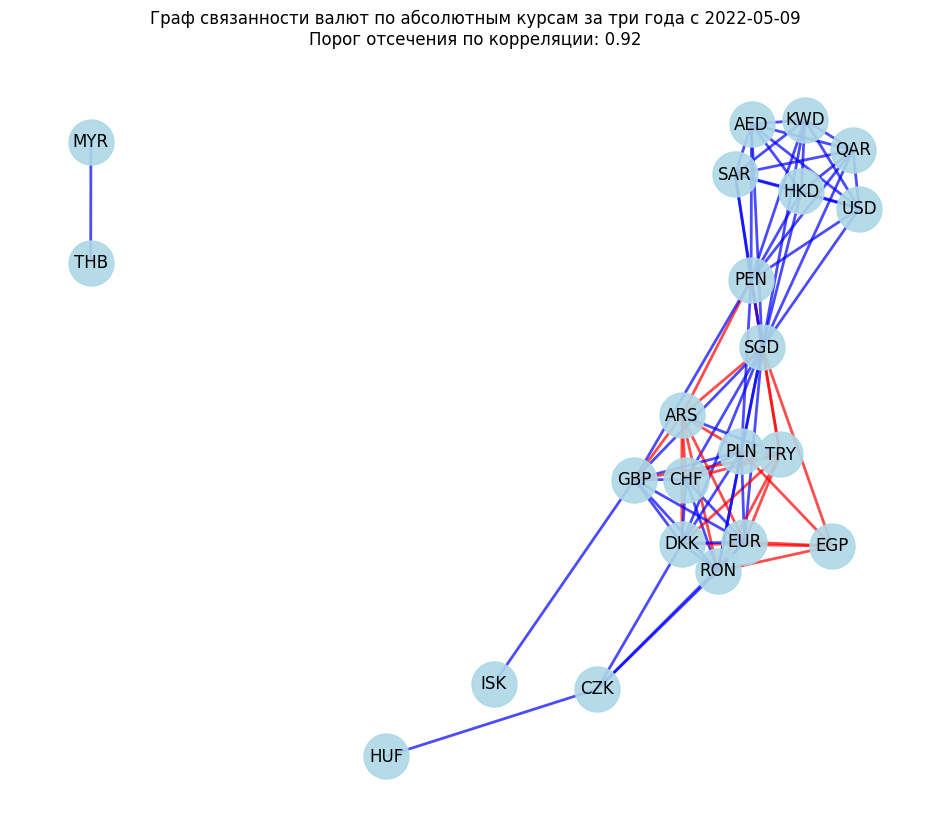 Граф связанности валют по абсолютным курсам за три года с 2022-05-09
Порог отсечения по корреляции: 0.92
MYR
THB
AED
KWD
QAR
SAR
HKD
USD
PEN
SGD
ARS
PLN
TRY
GBP
CHF
DKK
EUR
EGP
RON
ISK
CZK
HUF